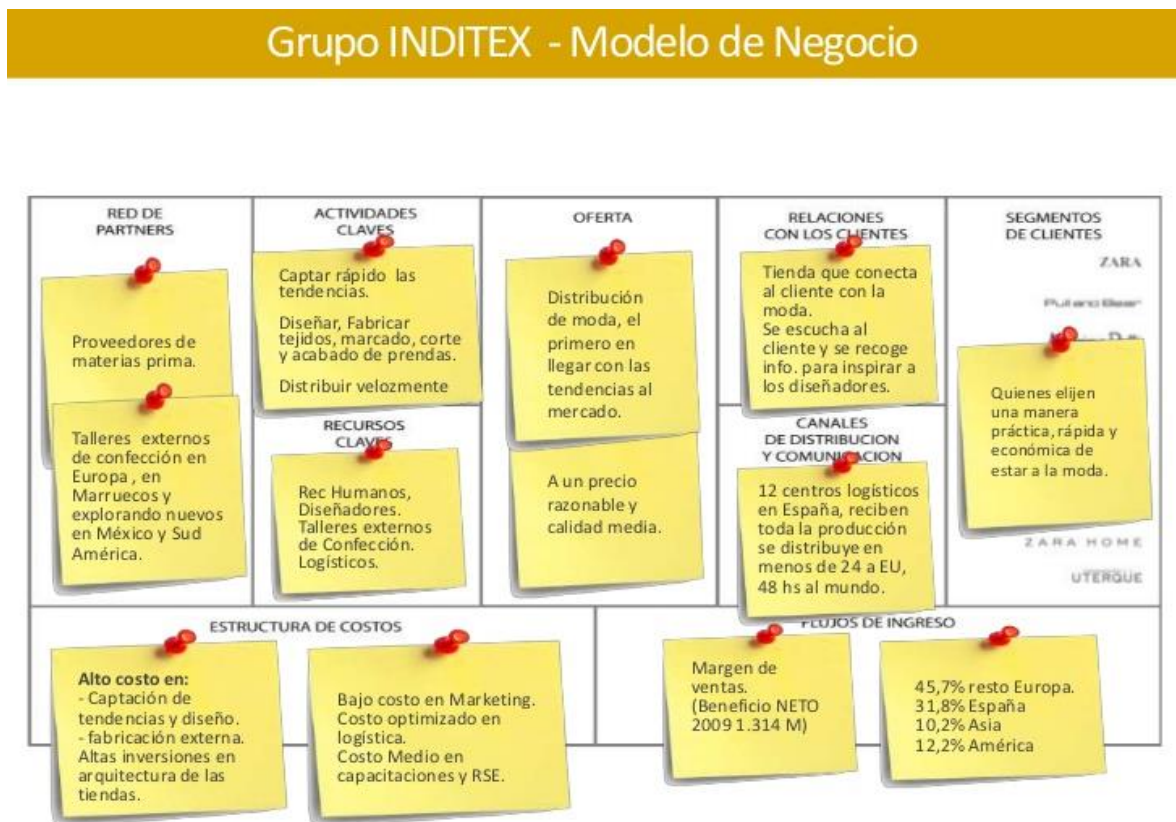 Grupo INDITEX - Modelo de Negocio
RED DE
PARTNERS
Proveedores de
materias prima.
Talleres externos
de confección en
Europa , en
Marruecos y
explorando nuevos
en México y Sud
América.
ACTIVIDADES
CLAVES
Captar rápido las
tendencias.
Diseñar, Fabricar
tejidos, marcado, corte
y acabado de prendas.
Distribuir velozmente
RECURSOS
CLAVES
Rec Humanos,
Diseñadores.
Talleres externos
de Confección.
Logísticos.
OFERTA
Distribución
de moda, el
primero en
llegar con las
tendencias al
mercado.
A un precio
razonable y
calidad media.
RELACIONES
CON LOS CLIENTES
Tienda que conecta
al cliente con la
moda.
Se escucha al
cliente y se recoge
info. para inspirar a
los diseñadores.
CANALES
DE DISTRIBUCION
Y COMUNICACION
12 centros logísticos
en España, reciben
toda la producción
se distribuye en
menos de 24 a EU,
48 hs al mundo.
SEGMENTOS
DE CLIENTES
ZARA
Pull and Bear
Quienes elijen
una manera
práctica, rápida y
económica de
estar a la moda.
ZARA HOME
UTERQÜE
ESTRUCTURA DE COSTOS
Alto costo en:
- Captación de
tendencias y diseño.
- fabricación externa.
Altas inversiones en
arquitectura de las
tiendas.
Bajo costo en Marketing.
Costo optimizado en
logística.
Costo Medio en
capacitaciones y RSE.
FLUJOS DE INGRESO
Margen de
ventas.
(Beneficio NETO
2009 1.314 M)
45,7% resto Europa.
31,8% España
10,2% Asia
12,2% América